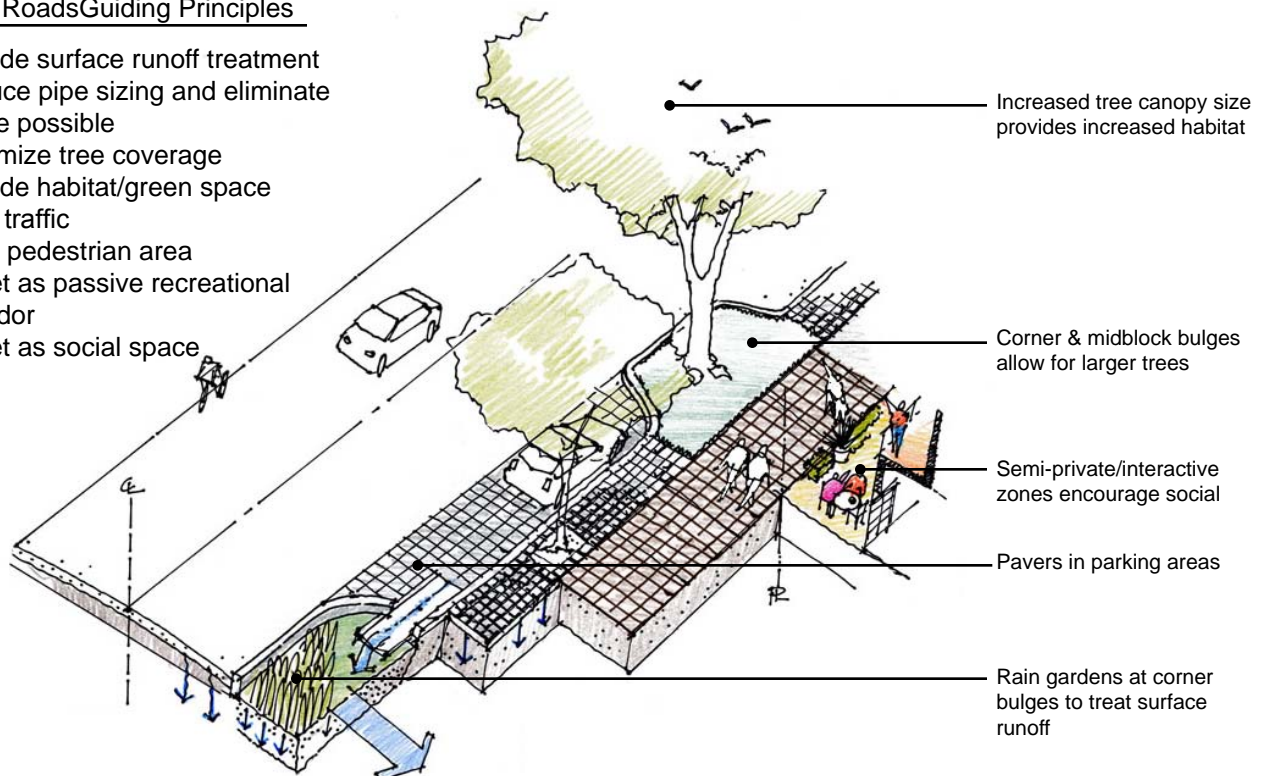 RoadsGuiding Principles
de surface runoff treatment
ce pipe sizing and eliminate
e possible
mize tree coverage
de habitat/green space
traffic
pedestrian area
et as passive recreational
dor
et as social space
Increased tree canopy size
provides increased habitat
Corner & midblock bulges
allow for larger trees
Semi-private/interactive
zones encourage social
Pavers in parking areas
Rain gardens at corner
bulges to treat surface
runoff
CL
PL